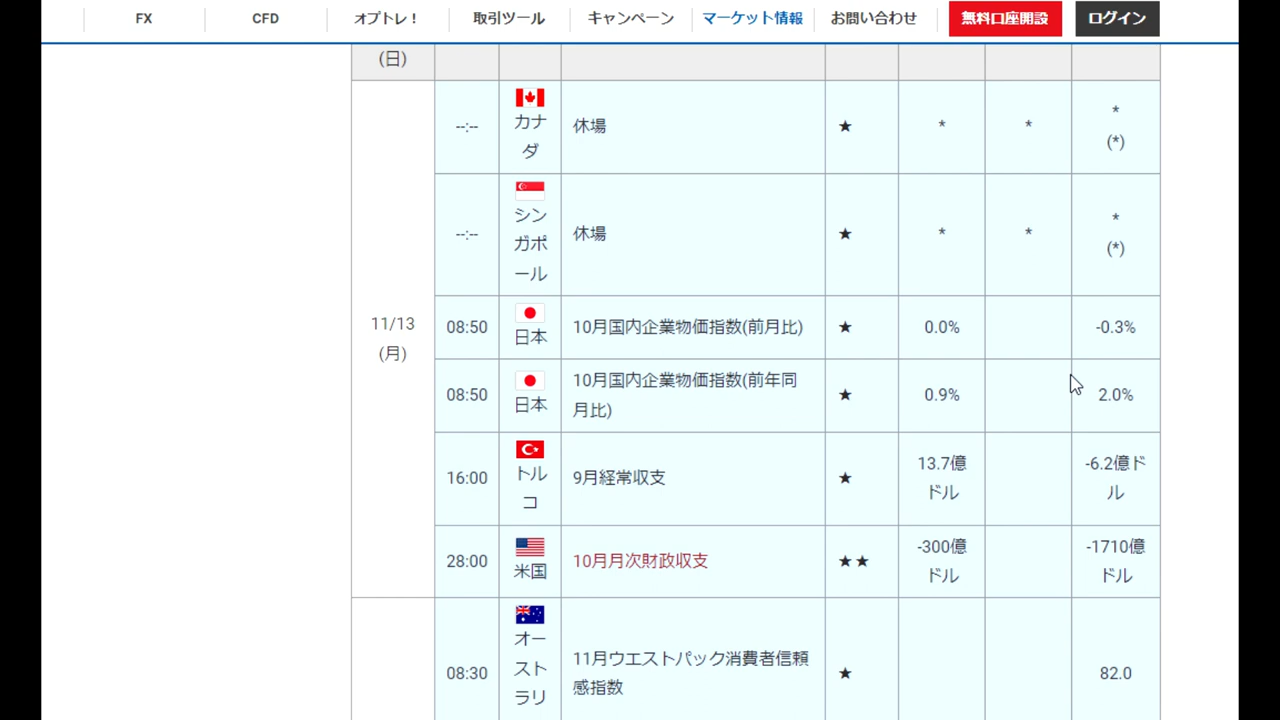 FX
CFD
オプトレ！
取引ツール
キャンペーン
マーケット情報
お問い合わせ
無料口座開設
ログイン
(日)
11/13
(月)
--:--
カナ
ダ
休場
★
*
*
*
(*)
--:--
シン
ガポ
ール
休場
★
*
*
*
(*)
08:50
日本
10月国内企業物価指数(前月比)
★
0.0%
-0.3%
08:50
日本
10月国内企業物価指数(前年同
月比)
★
0.9%
2.0%
16:00
トル
コ
9月経常収支
★
13.7億
ドル
-6.2億ド
ル
28:00
米国
10月月次財政収支
★★
-300億
ドル
-1710億
ドル
08:30
オー
スト
ラリ
11月ウエストパック消費者信頼
感指数
★
82.0